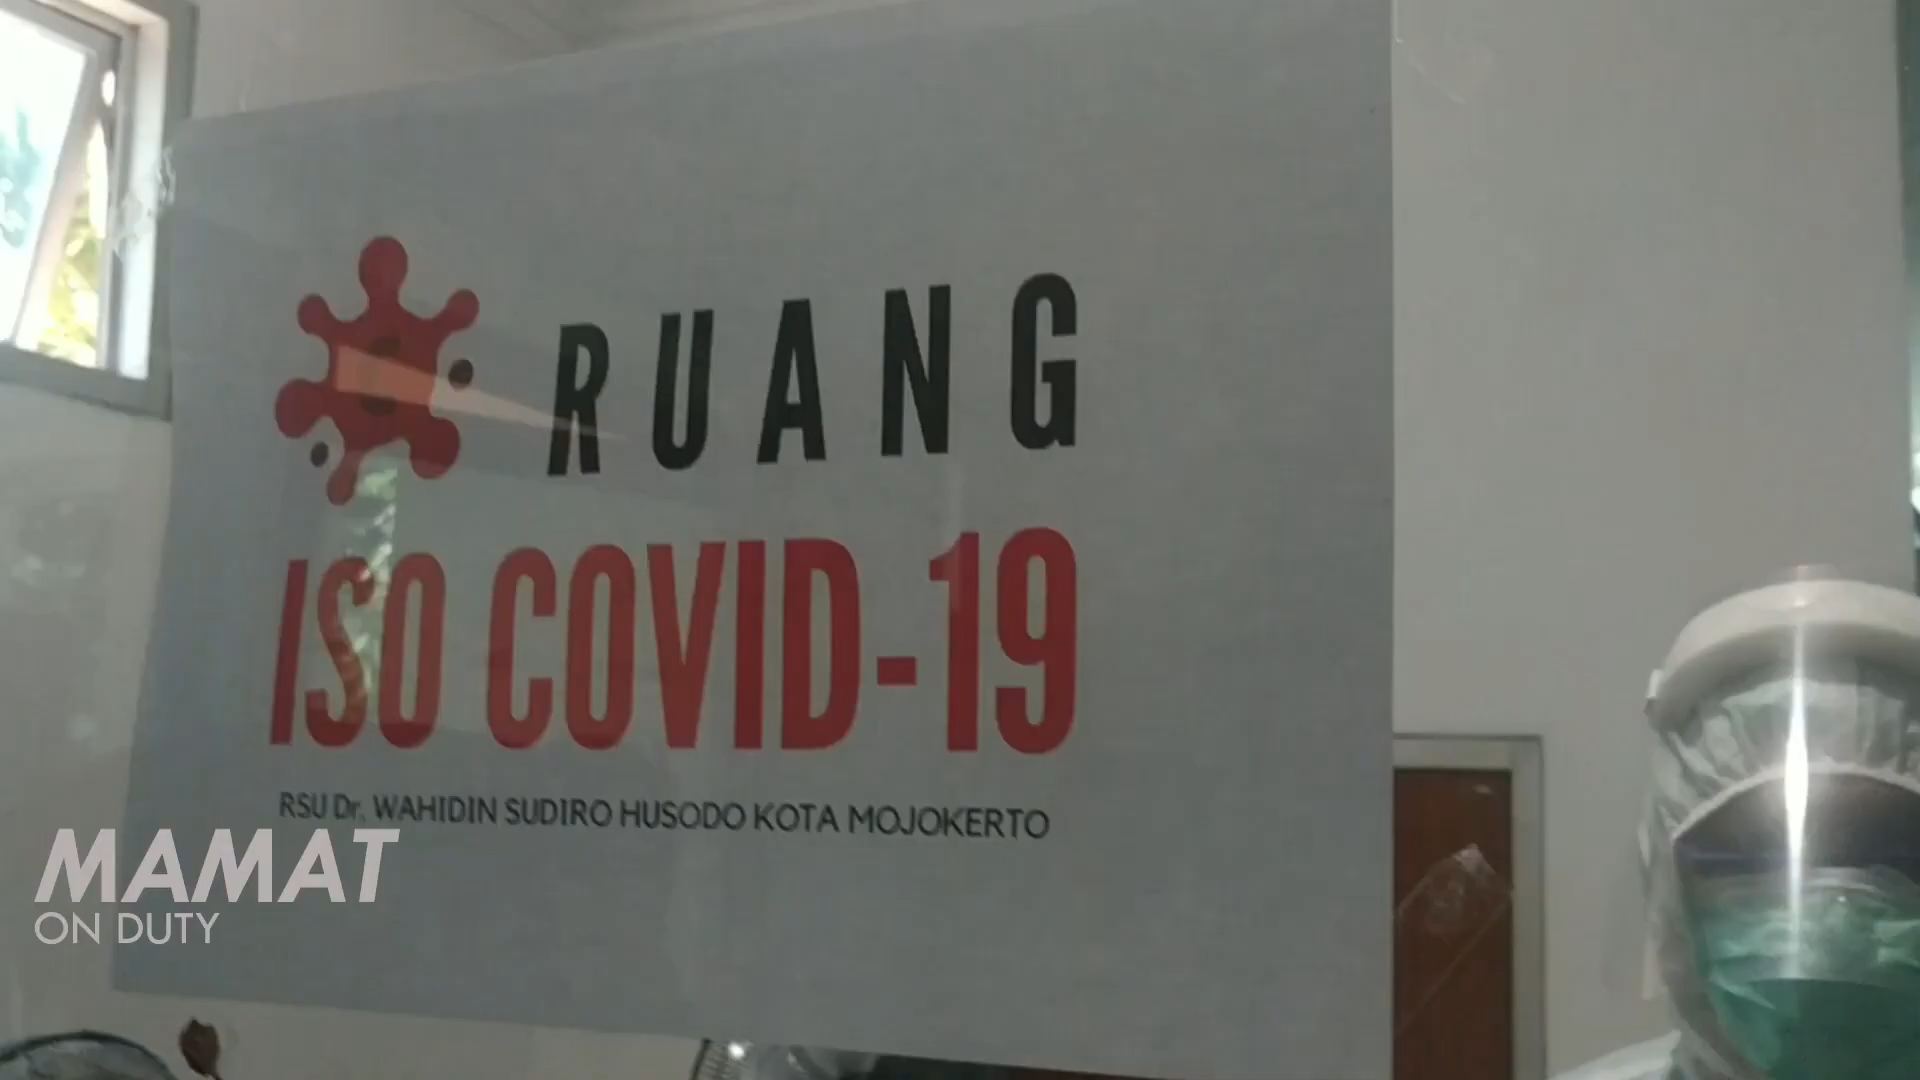 RUANG
ISO COVID-19
RSU Dr. WAHIDIN SUDIRO HUSODO KOTA MOJOKERTO
MAMAT
ON DUTY